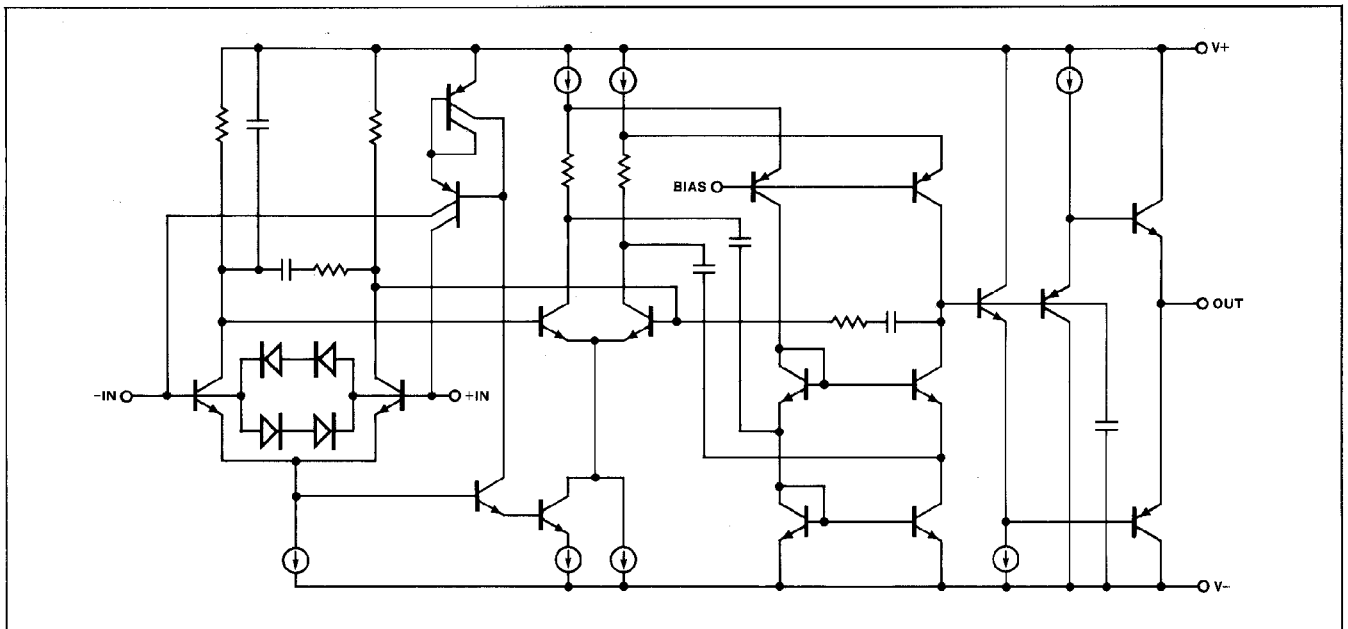 V+
BIAS
OUT
-IN
+IN
V-